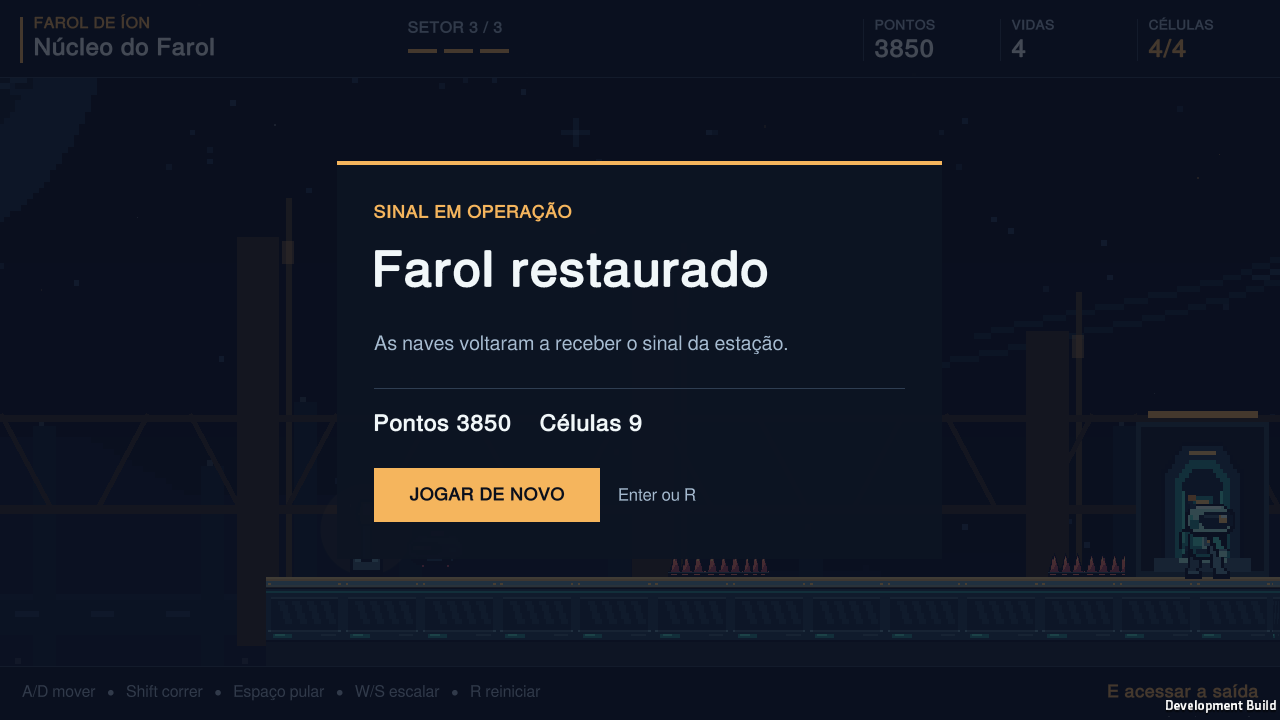 FAROL DE ÍON
Núcleo do Farol
SETOR 3 / 3
PONTOS
3850
VIDAS
4
CÉLULAS
4/4
SINAL EM OPERAÇÃO
Farol restaurado
As naves voltaram a receber o sinal da estação.
Pontos 3850 Células 9
JOGAR DE NOVO
Enter ou R
A/D mover • Shift correr • Espaço pular • W/S escalar • R reiniciar
E acessar a saída
Development Build